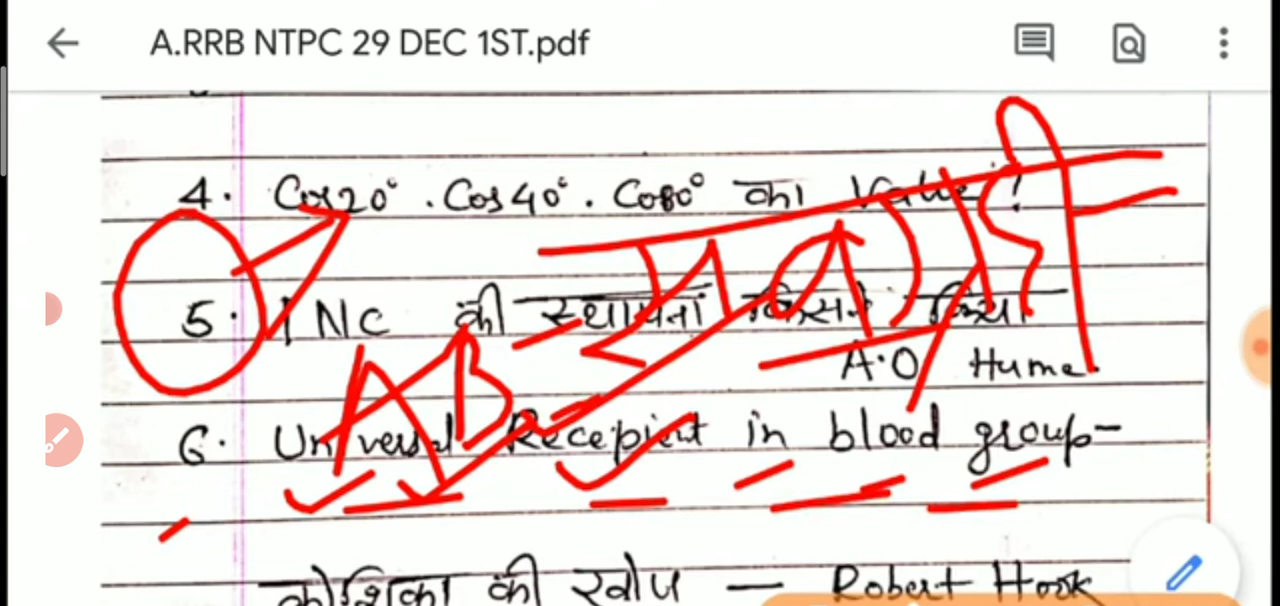 A.RRB NTPC 29 DEC 1ST.pdf
4. Cos20° . Cos40° . Cos80° का Value ?
5. INC की स्थापना किसने किया
A.O Hume.
6. Universal Recepient in blood group-
AB
कोशिका की खोज — Robert Hook